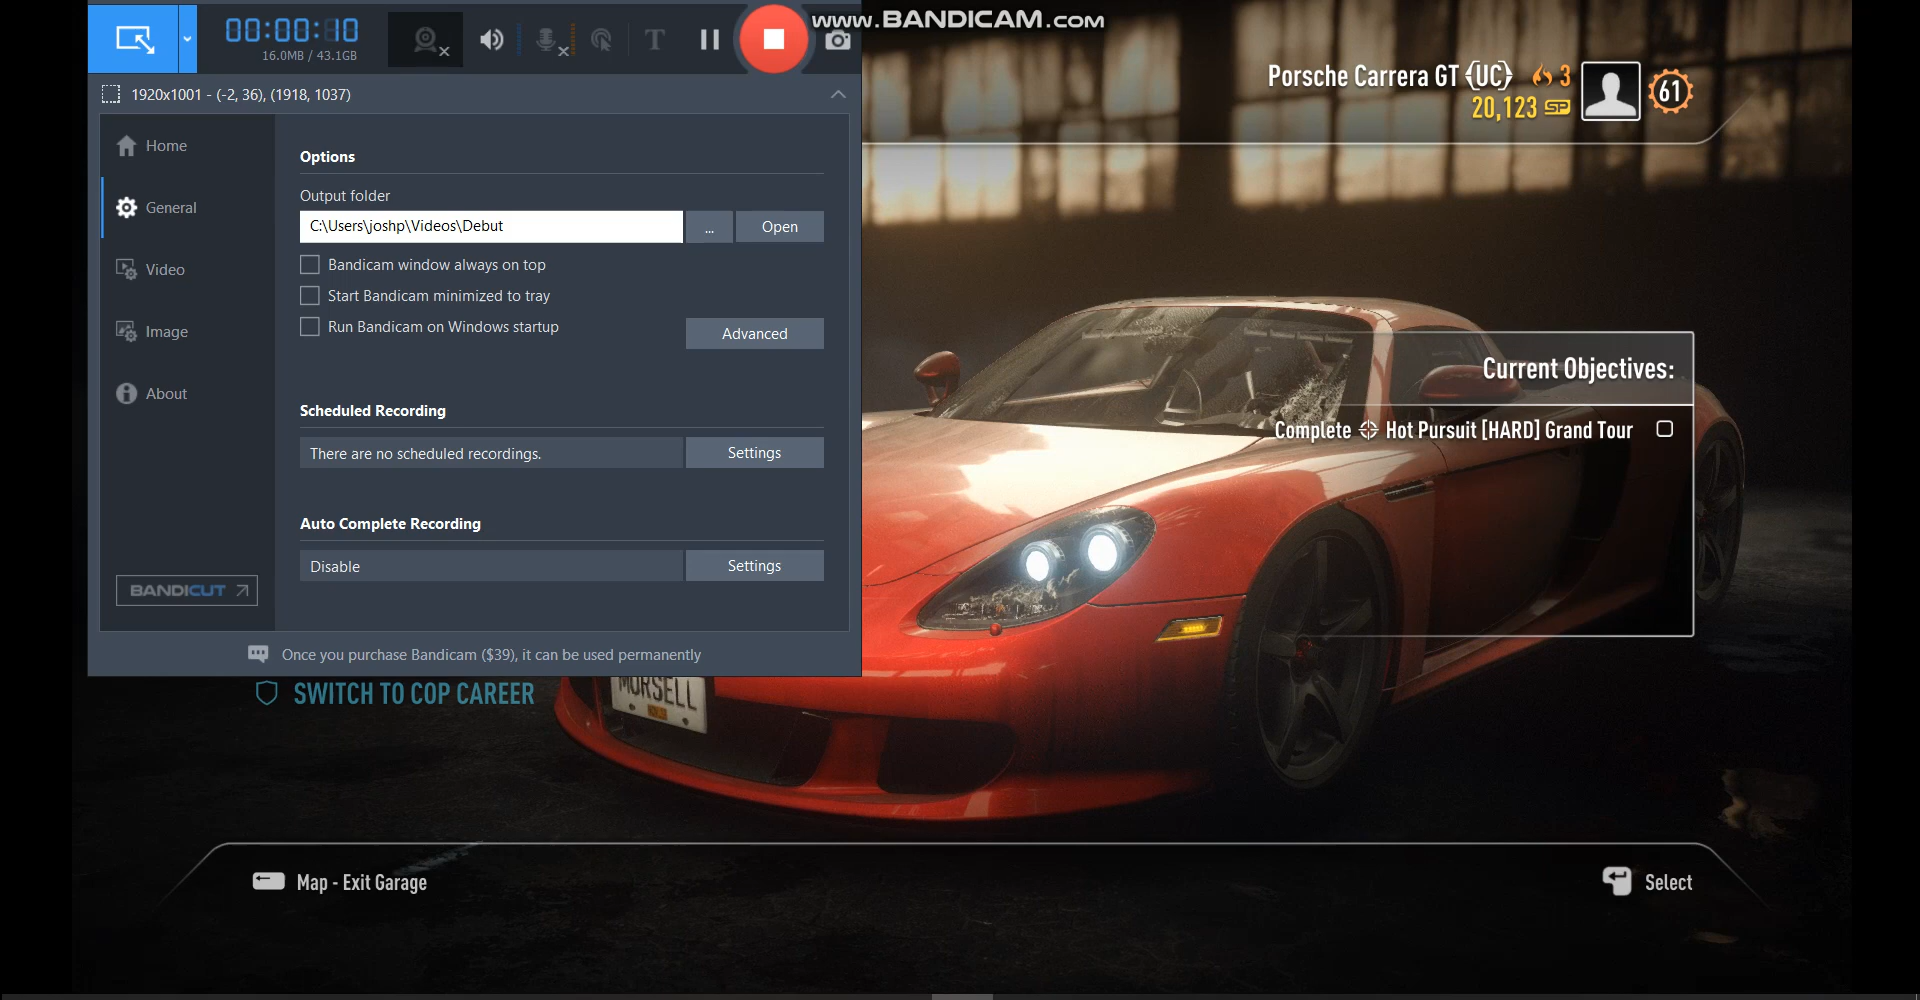 www.BANDICAM.com
00:00:10
16.0MB / 43.1GB
T
1920x1001 - (-2, 36), (1918, 1037)
Home
General
Video
Image
About
BANDICUT
Options
Output folder
C:\Users\joshp\Videos\Debut
...
Open
Bandicam window always on top
Start Bandicam minimized to tray
Run Bandicam on Windows startup
Advanced
Scheduled Recording
There are no scheduled recordings.
Settings
Auto Complete Recording
Disable
Settings
Once you purchase Bandicam ($39), it can be used permanently
Porsche Carrera GT {UC} 3
20,123 SP
61
Current Objectives:
Complete Hot Pursuit [HARD] Grand Tour
MORSELL
SWITCH TO COP CAREER
Map - Exit Garage
Select